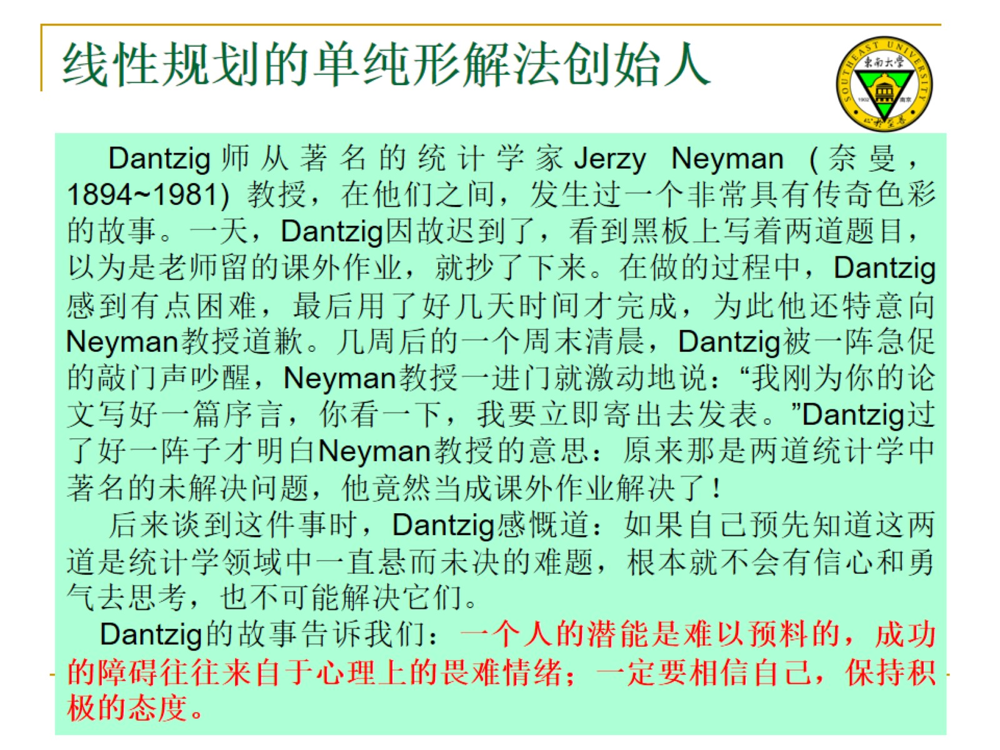 线性规划的单纯形解法创始人
SOUTHEAST UNIVERSITY
東南大學
1902 南京
Dantzig师从著名的统计学家Jerzy Neyman (奈曼，
1894~1981) 教授，在他们之间，发生过一个非常具有传奇色彩
的故事。一天，Dantzig因故迟到了，看到黑板上写着两道题目，
以为是老师留的课外作业，就抄了下来。在做的过程中，Dantzig
感到有点困难，最后用了好几天时间才完成，为此他还特意向
Neyman教授道歉。几周后的一个周末清晨，Dantzig被一阵急促
的敲门声吵醒，Neyman教授一进门就激动地说：“我刚为你的论
文写好一篇序言，你看一下，我要立即寄出去发表。”Dantzig过
了好一阵子才明白Neyman教授的意思：原来那是两道统计学中
著名的未解决问题，他竟然当成课外作业解决了！
后来谈到这件事时，Dantzig感慨道：如果自己预先知道这两
道是统计学领域中一直悬而未决的难题，根本就不会有信心和勇
气去思考，也不可能解决它们。
Dantzig的故事告诉我们：一个人的潜能是难以预料的，成功
的障碍往往来自于心理上的畏难情绪；一定要相信自己，保持积
极的态度。